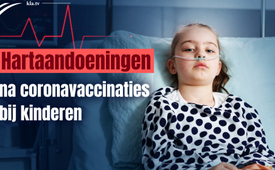 kla.tv
Hartaandoeningen
na coronavaccinaties
bij kinderen